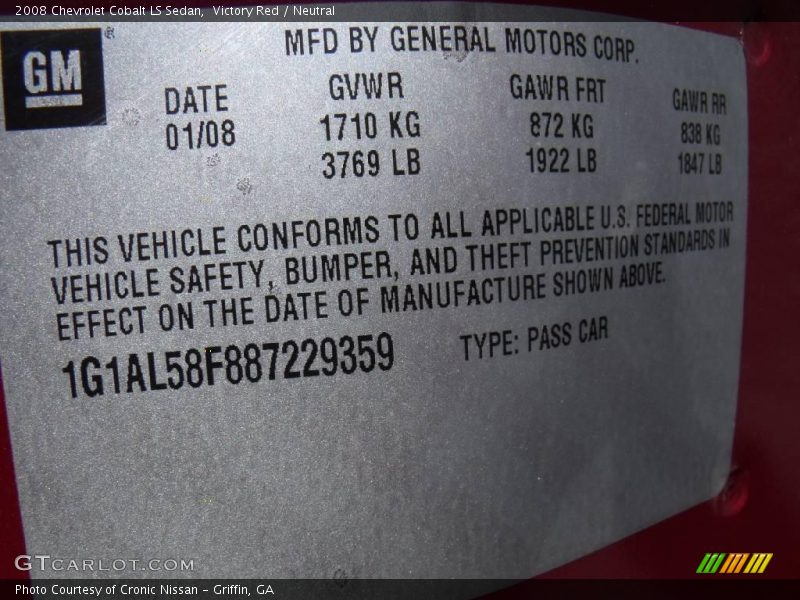 2008 Chevrolet Cobalt LS Sedan,  Victory Red / Neutral
GM
MFD BY GENERAL MOTORS CORP.
DATE GVWR GAWR FRT GAWR RR
01/08 1710 KG 872 KG 838 KG
3769 LB 1922 LB 1847 LB
THIS VEHICLE CONFORMS TO ALL APPLICABLE U.S. FEDERAL MOTOR
VEHICLE SAFETY, BUMPER, AND THEFT PREVENTION STANDARDS IN
EFFECT ON THE DATE OF MANUFACTURE SHOWN ABOVE.
1G1AL58F887229359 TYPE: PASS CAR
GTCARLOT.COM
Photo Courtesy of Cronic Nissan - Griffin, GA